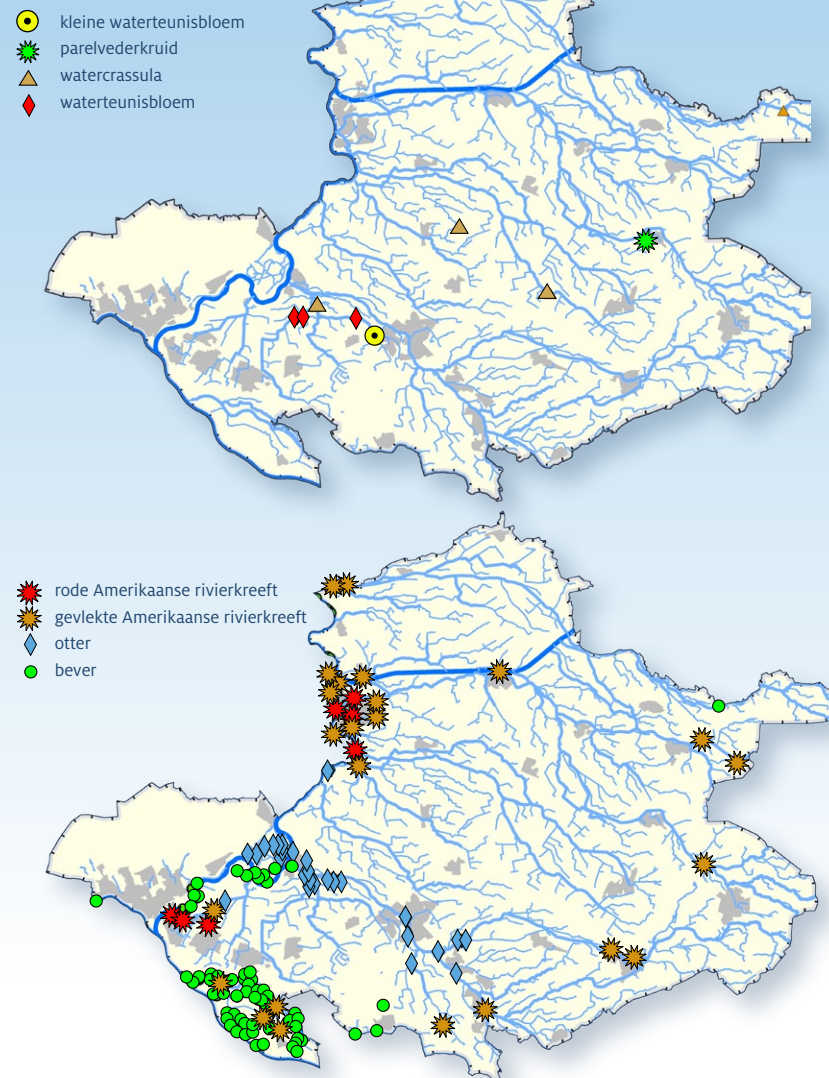 kleine waterteunisbloem
parelvederkruid
watercrassula
waterteunisbloem
rode Amerikaanse rivierkreeft
gevlekte Amerikaanse rivierkreeft
otter
bever